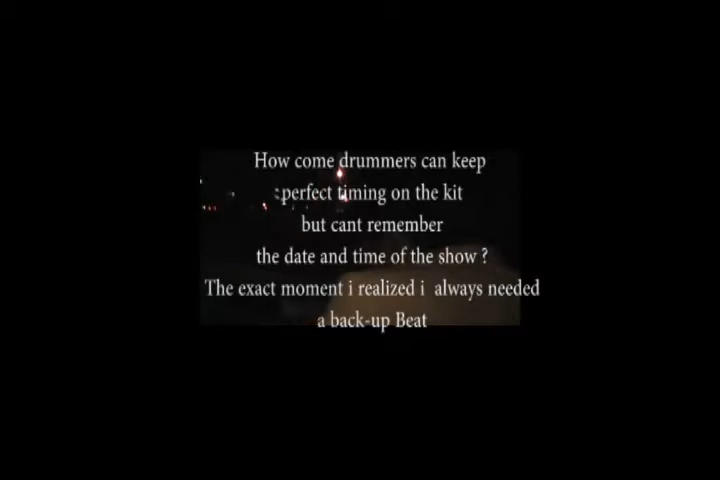 How come drummers can keep
perfect timing on the kit
but cant remember
the date and time of the show ?
The exact moment i realized i always needed
a back-up Beat